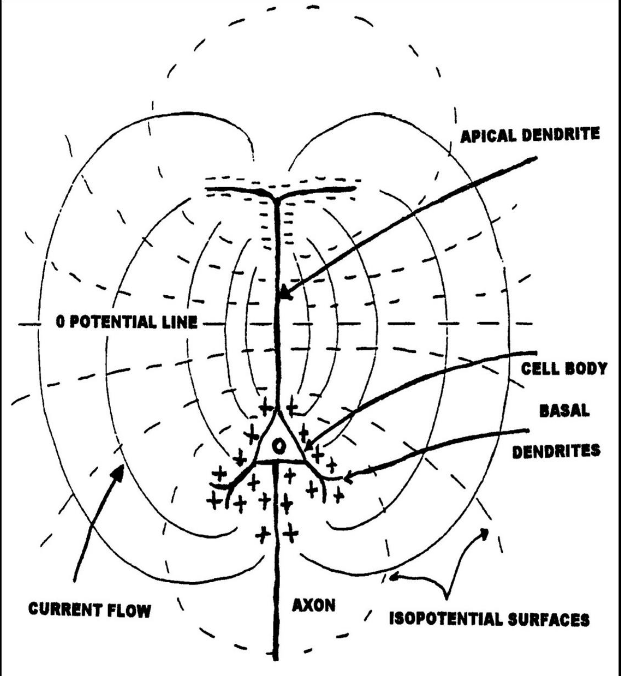 APICAL DENDRITE
0 POTENTIAL LINE
CELL BODY
BASAL
DENDRITES
CURRENT FLOW
AXON
ISOPOTENTIAL SURFACES